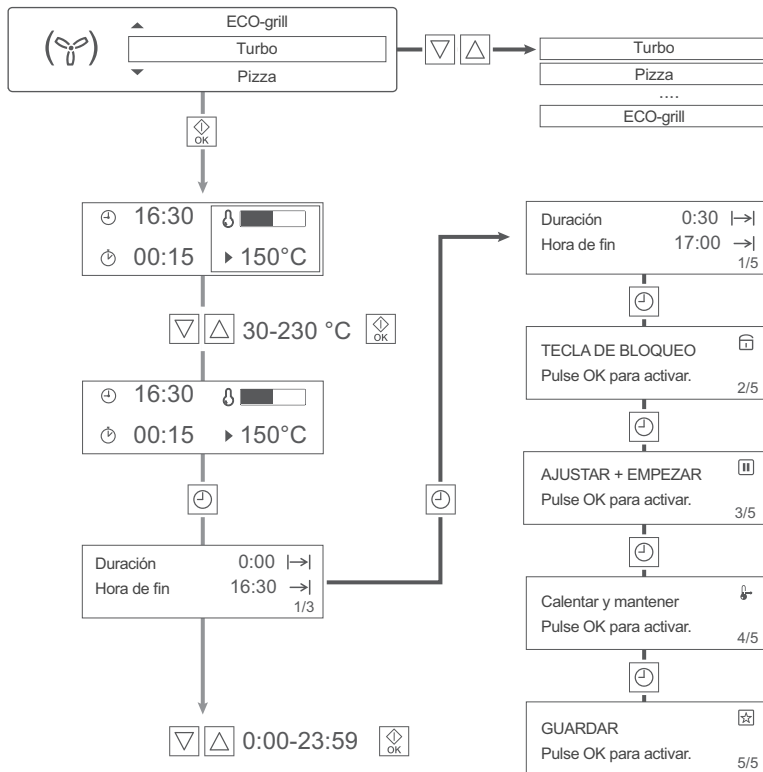 ECO-grill
Turbo
Pizza
OK
16:30
00:15 150°C
30-230 °C OK
16:30
00:15 150°C
Duración 0:00
Hora de fin 16:30
1/3
0:00-23:59 OK
Turbo
Pizza
....
ECO-grill
Duración 0:30
Hora de fin 17:00
1/5
TECLA DE BLOQUEO
Pulse OK para activar.
2/5
AJUSTAR + EMPEZAR
Pulse OK para activar.
3/5
Calentar y mantener
Pulse OK para activar.
4/5
GUARDAR
Pulse OK para activar.
5/5